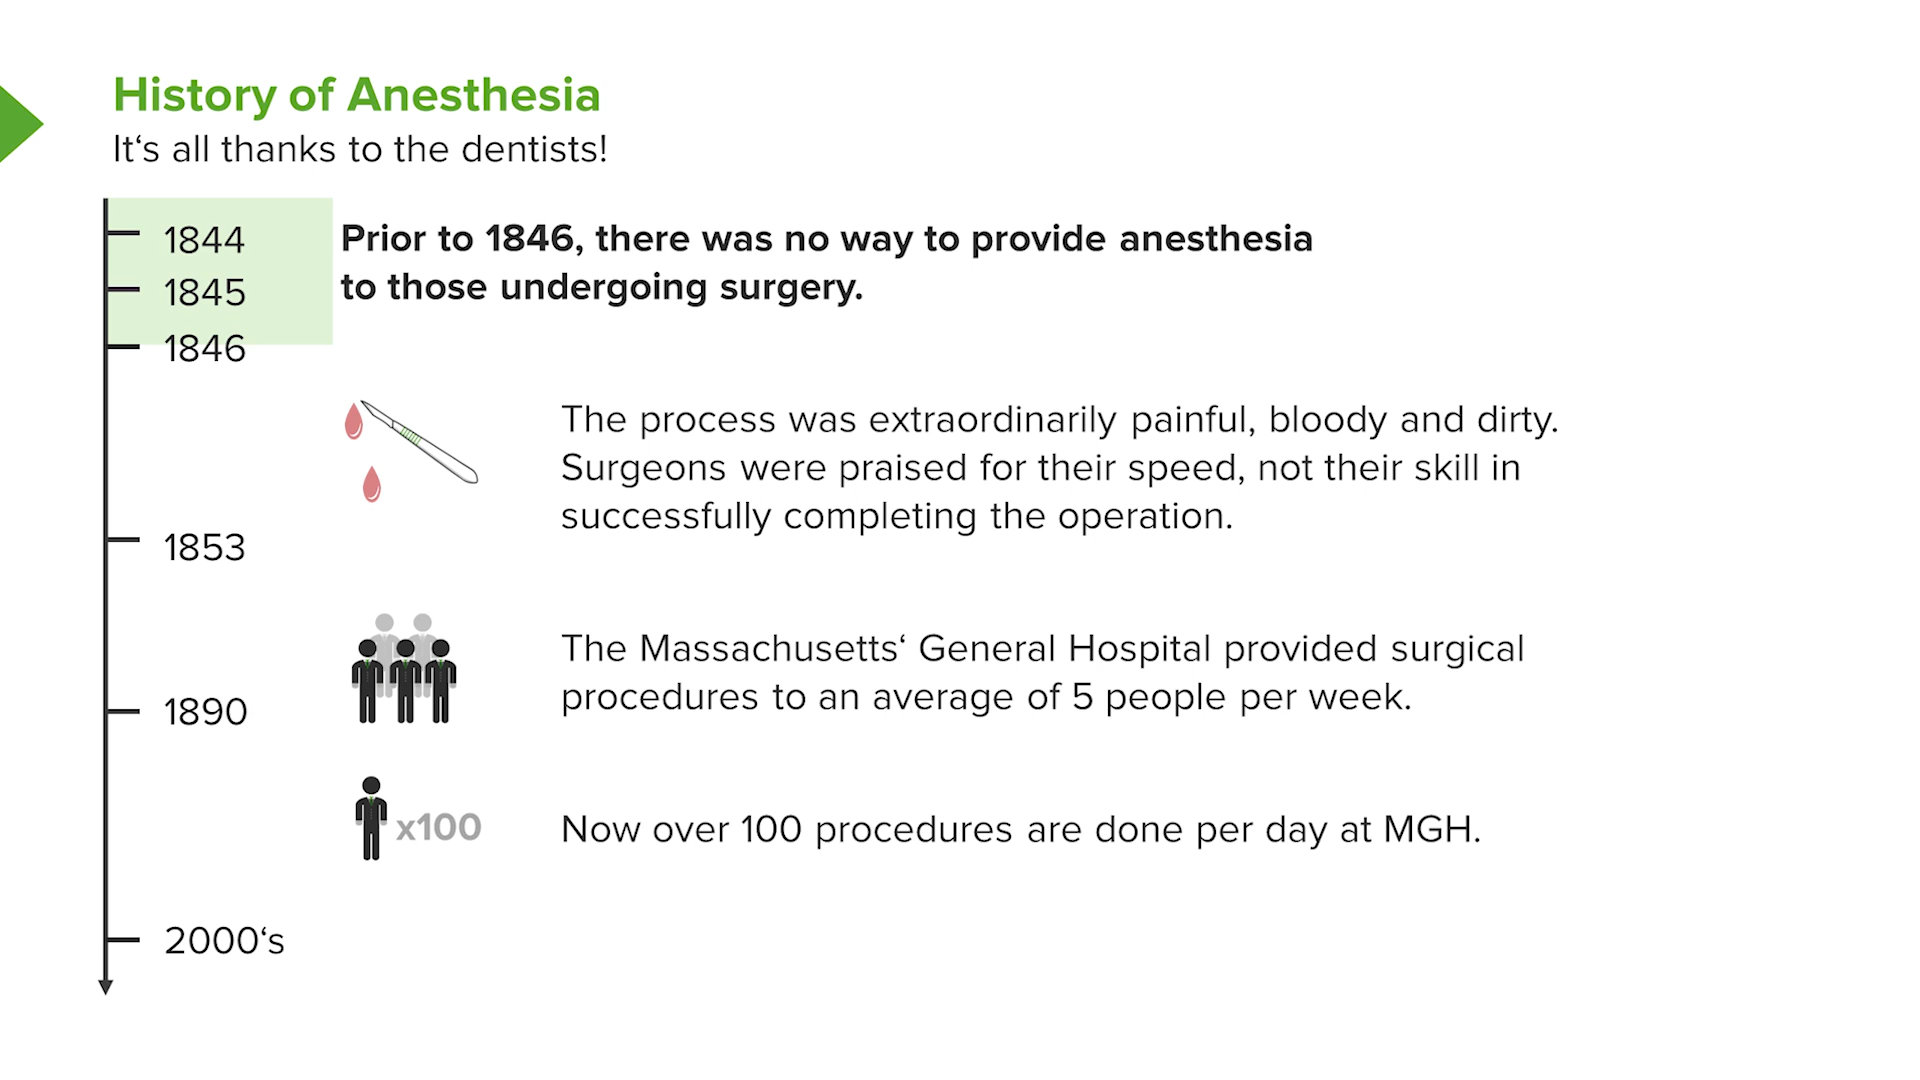 History of Anesthesia
It‘s all thanks to the dentists!
1844
1845
1846
1853
1890
2000‘s
Prior to 1846, there was no way to provide anesthesia
to those undergoing surgery.
The process was extraordinarily painful, bloody and dirty.
Surgeons were praised for their speed, not their skill in
successfully completing the operation.
The Massachusetts‘ General Hospital provided surgical
procedures to an average of 5 people per week.
x100
Now over 100 procedures are done per day at MGH.